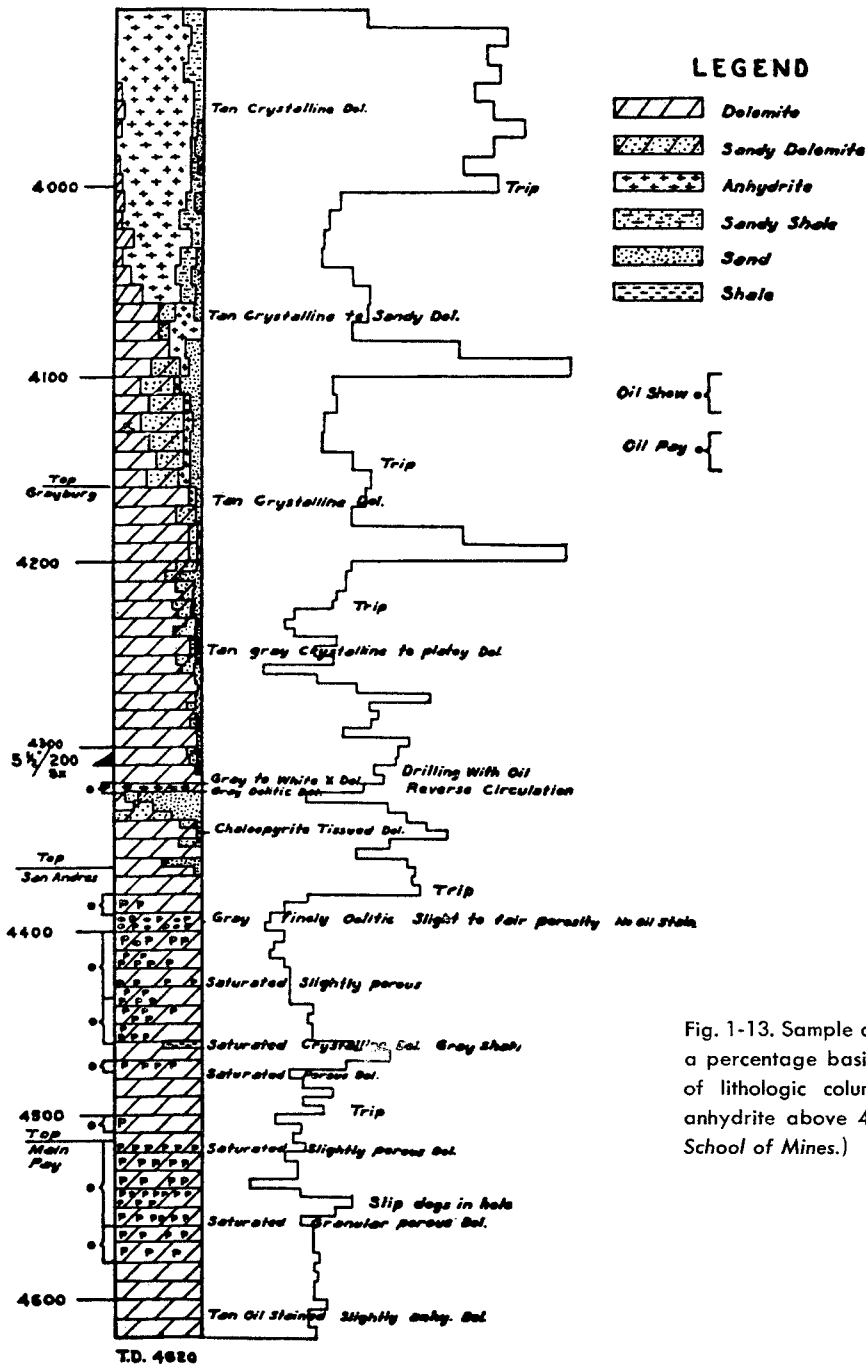 LEGEND
Dolomite
Sandy Dolomite
Anhydrite
Sandy Shale
Sand
Shale
Oil Show
Oil Pay
Tan Crystalline Dol.
4000
Trip
Tan Crystalline to Sandy Dol.
4100
Trip
Top
Grayburg
Tan Crystalline Dol.
4200
Trip
Tan gray Crystalline to platy Dol.
4300
5 ½"/200
sx
Drilling With Oil
Reverse Circulation
Gray to White X Dol.
Gray Oolitic Dol.
Chalcopyrite Tissued Dol.
Top
San Andres
Trip
Gray Finely Oolitic Slight to fair porosity No Oil Stain
4400
Saturated Slightly porous
Saturated Crystalline Dol. Gray Shale
Saturated Porous Dol.
4500
Trip
Top
Main
Pay
Saturated Slightly porous Dol.
Slip dogs in hole
Saturated Granular porous Dol.
4600
Tan Oil Stained Slightly anhy. Dol
T.D. 4620
Fig. 1-13. Sample
a percentage basi
of lithologic colu
anhydrite above 4
School of Mines.)